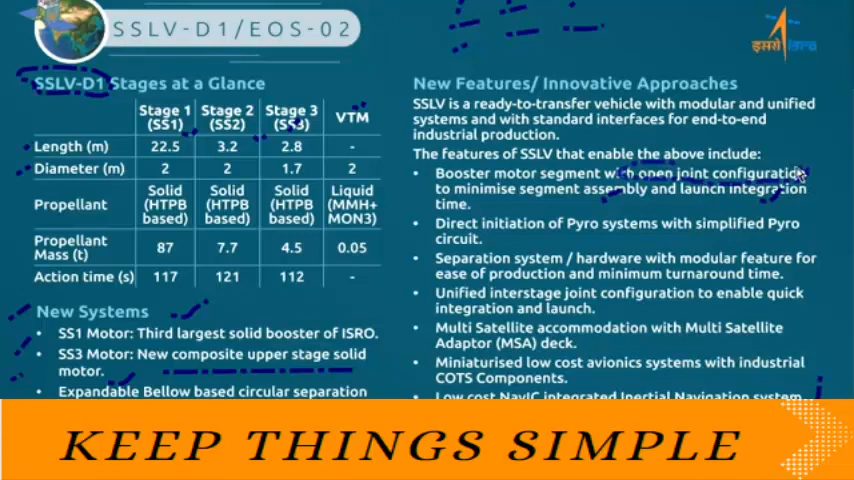 SSLV-D1/EOS-02
इसरो isro
SSLV-D1 Stages at a Glance
Stage 1 (SS1) Stage 2 (SS2) Stage 3 (SS3) VTM
Length (m) 22.5 3.2 2.8 -
Diameter (m) 2 2 1.7 2
Propellant Solid (HTPB based) Solid (HTPB based) Solid (HTPB based) Liquid (MMH+ MON3)
Propellant Mass (t) 87 7.7 4.5 0.05
Action time (s) 117 121 112 -
New Systems
• SS1 Motor: Third largest solid booster of ISRO.
• SS3 Motor: New composite upper stage solid
motor.
• Expandable Bellow based circular separation
New Features/ Innovative Approaches
SSLV is a ready-to-transfer vehicle with modular and unified
systems and with standard interfaces for end-to-end
industrial production.
The features of SSLV that enable the above include:
• Booster motor segment with open joint configuration
to minimise segment assembly and launch integration
time.
• Direct initiation of Pyro systems with simplified Pyro
circuit.
• Separation system / hardware with modular feature for
ease of production and minimum turnaround time.
• Unified interstage joint configuration to enable quick
integration and launch.
• Multi Satellite accommodation with Multi Satellite
Adaptor (MSA) deck.
• Miniaturised low cost avionics systems with industrial
COTS Components.
• Low cost NavIC integrated Inertial Navigation system
KEEP THINGS SIMPLE